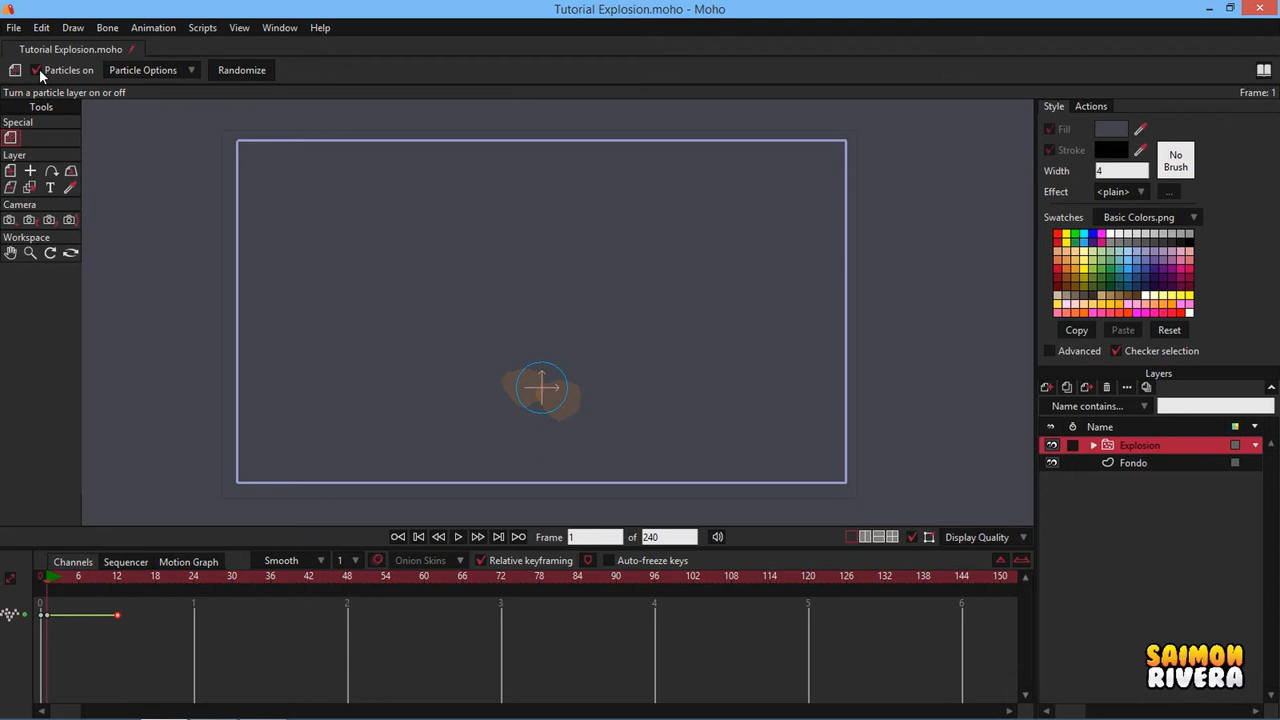 Tutorial Explosion.moho - Moho
File Edit Draw Bone Animation Scripts View Window Help
Tutorial Explosion.moho
Particles on Particle Options Randomize
Turn a particle layer on or off Frame: 1
Tools
Special
Layer
T
Camera
Workspace
Style Actions
Fill
Stroke
No Brush
Width 4
Effect <plain> ...
Swatches Basic Colors.png
Copy Paste Reset
Advanced Checker selection
Layers
Name contains...
Name
Explosion
Fondo
Frame 1 of 240 Display Quality
Channels Sequencer Motion Graph Smooth 1 Onion Skins Relative keyframing Auto-freeze keys
0 6 12 18 24 30 36 42 48 54 60 66 72 78 84 90 96 102 108 114 120 126 132 138 144 150
0 1 2 3 4 5 6
SAIMON
RIVERA